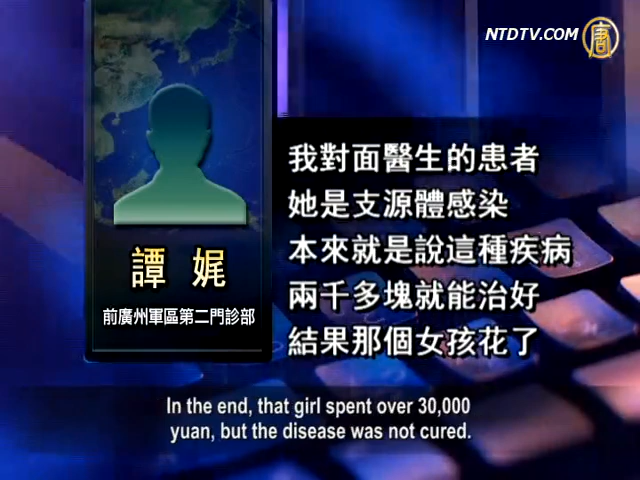 NTDTV.COM
唐
我對面醫生的患者
她是支源體感染
本來就是說這種疾病
兩千多塊就能治好
結果那個女孩花了
譚 娓
前廣州軍區第二門診部
In the end, that girl spent over 30,000
yuan, but the disease was not cured.